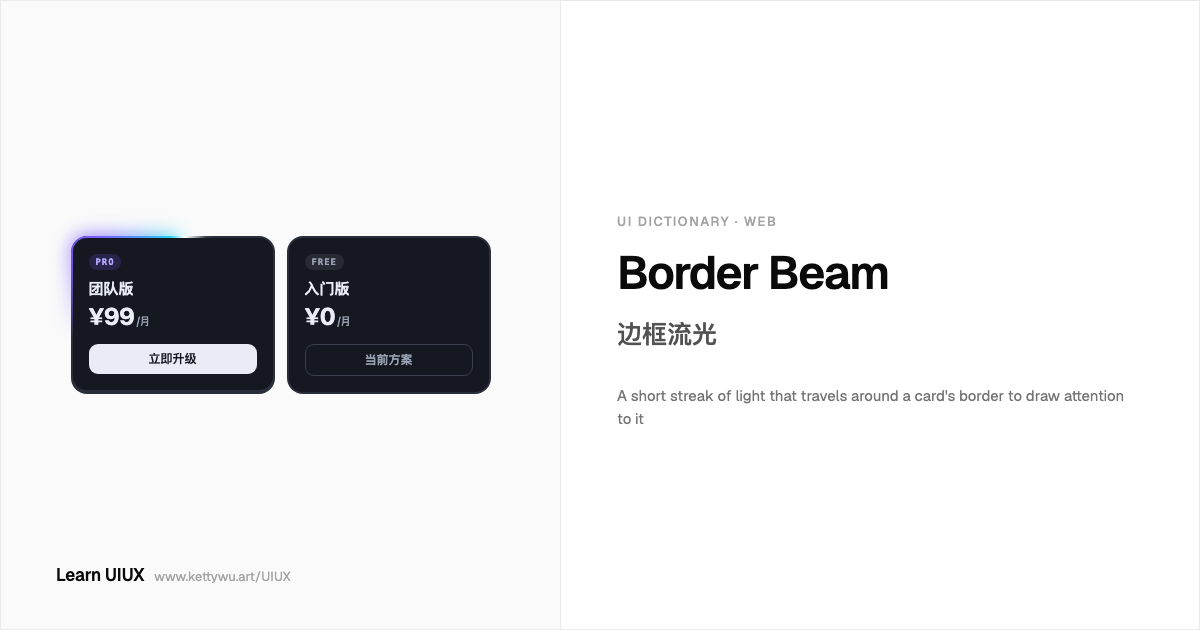 PRO
团队版
¥99/月
立即升级
FREE
入门版
¥0/月
当前方案
UI DICTIONARY · WEB
Border Beam
边框流光
A short streak of light that travels around a card's border to draw attention
to it
Learn UIUX www.kettywu.art/UIUX